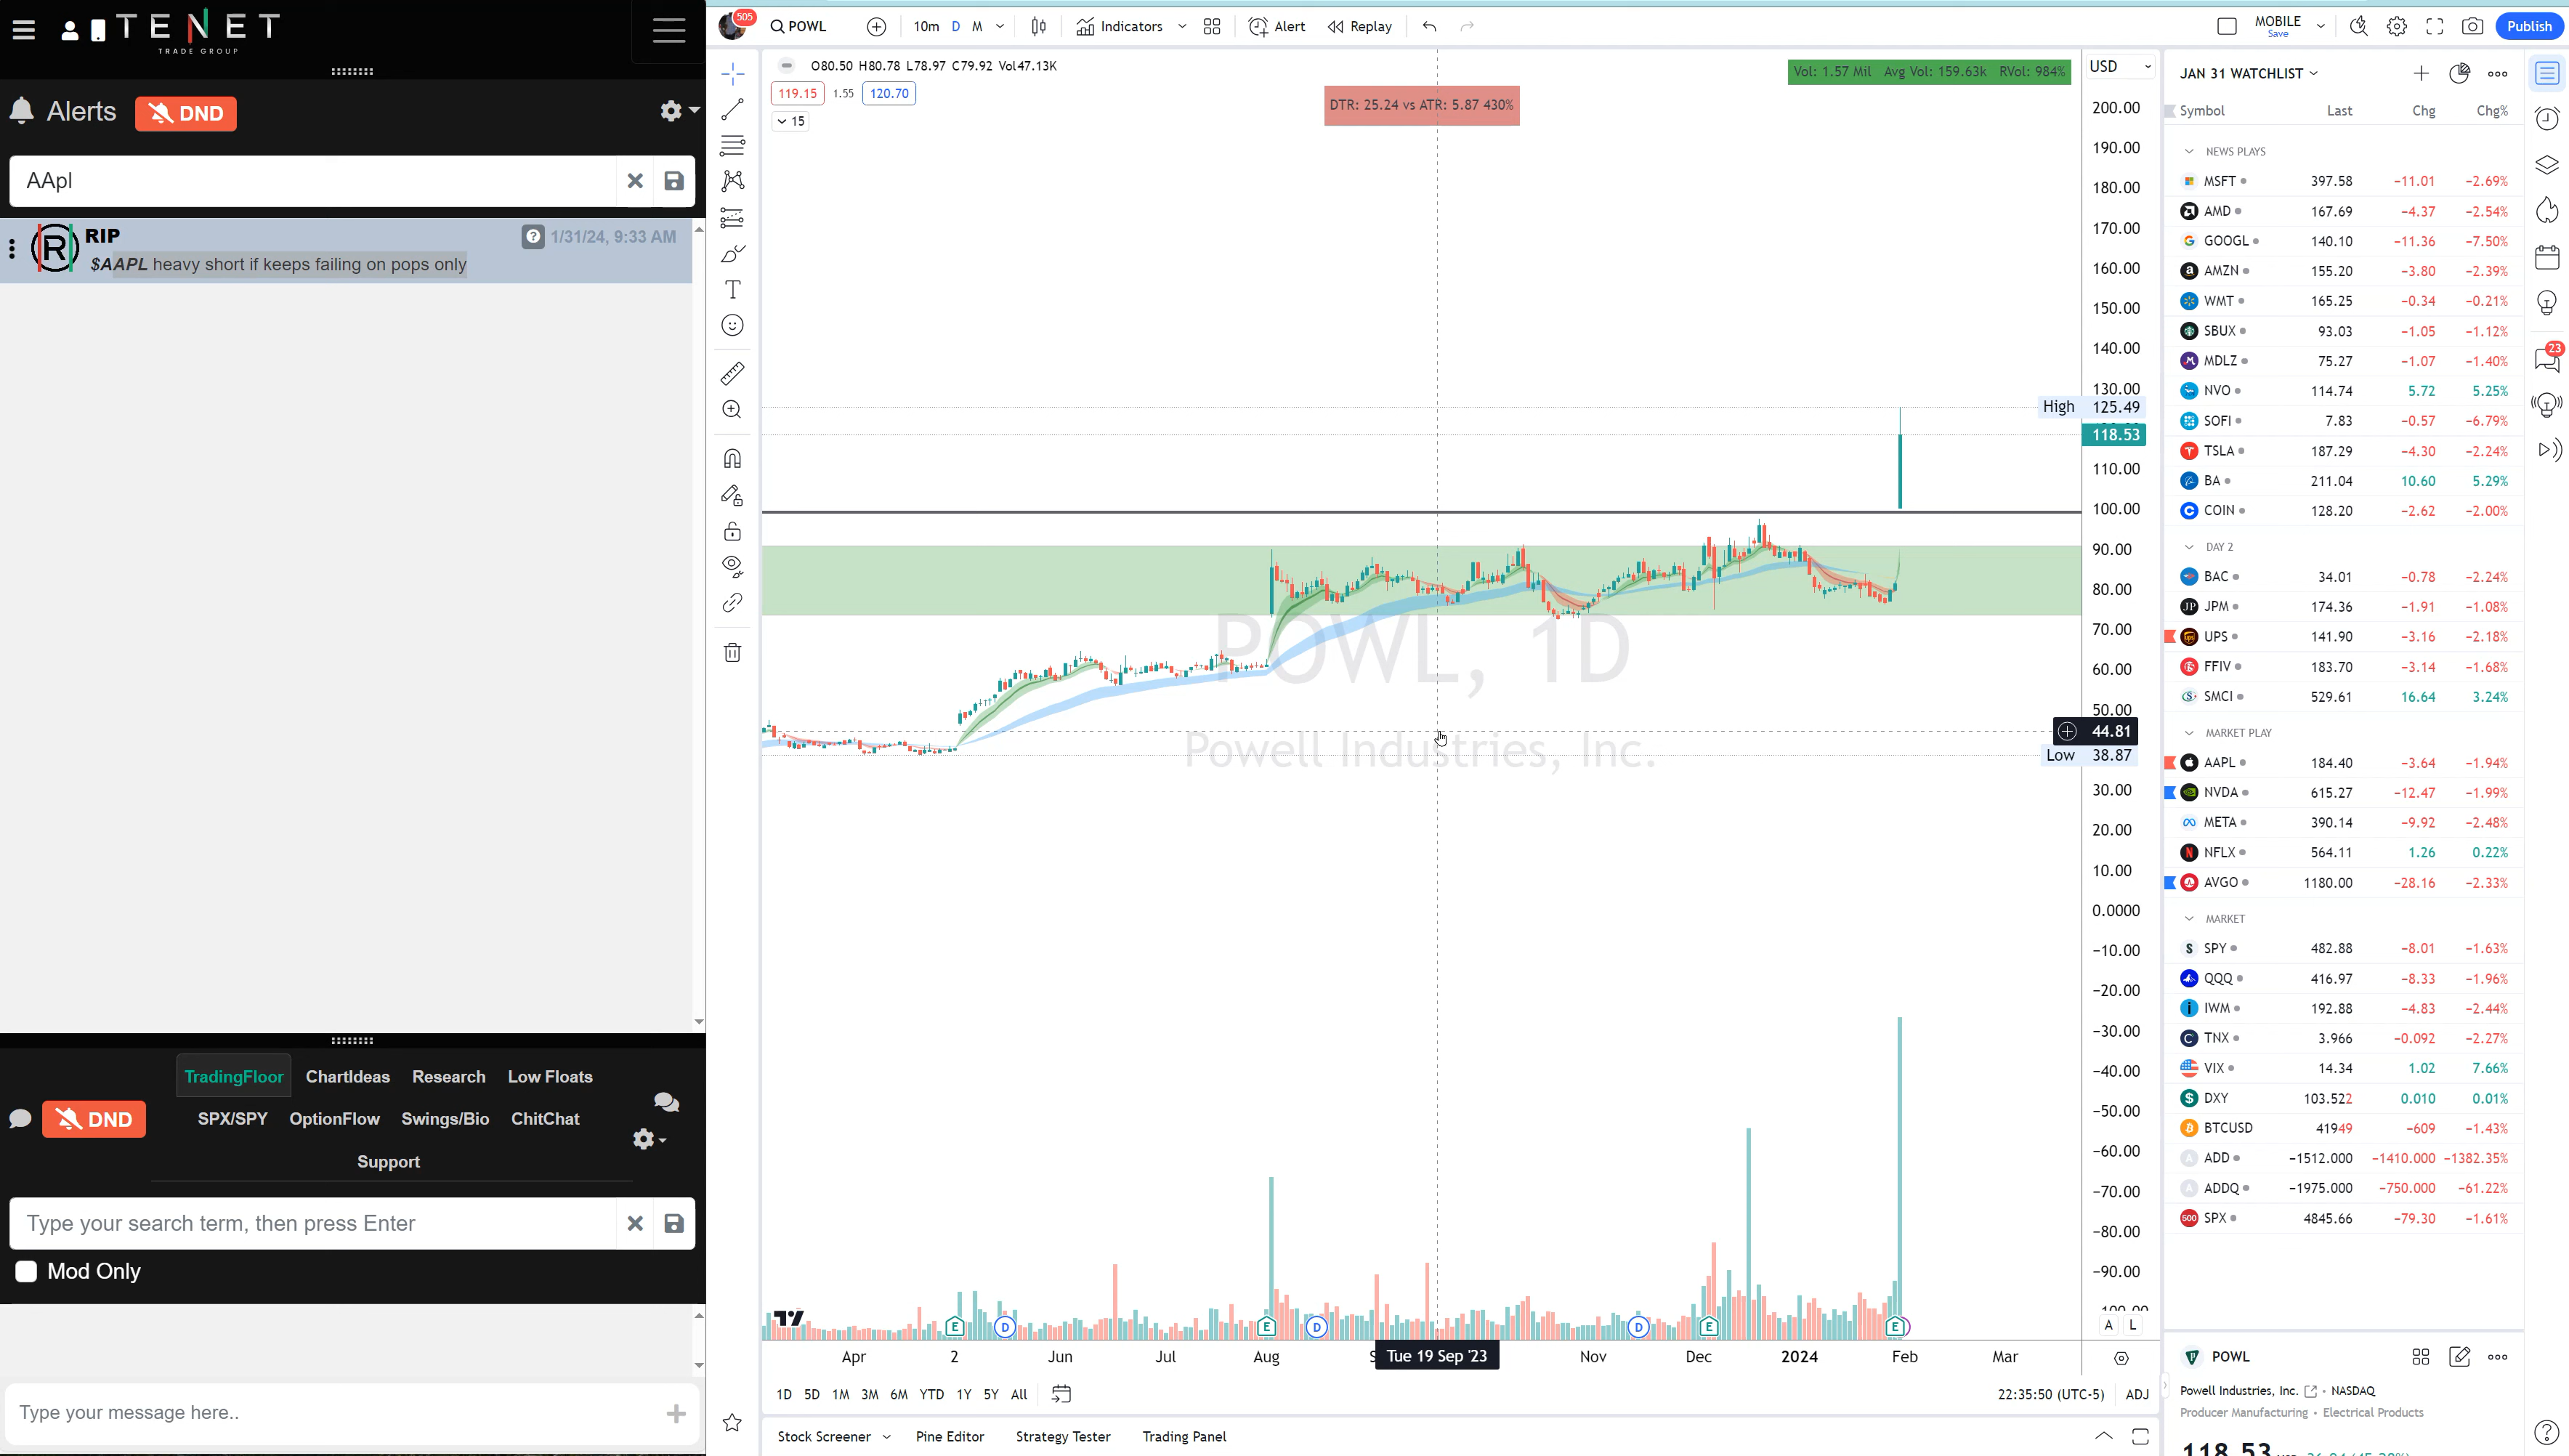 TENET
TRADE GROUP
Alerts DND
AApl
RIP 1/31/24, 9:33 AM
$AAPL heavy short if keeps failing on pops only
TradingFloor ChartIdeas Research Low Floats
DND
SPX/SPY OptionFlow Swings/Bio ChitChat
Support
Type your search term, then press Enter
Mod Only
Type your message here..
505 POWL 10m D M Indicators Alert Replay MOBILE Save Publish
O80.50 H80.78 L78.97 C79.92 Vol47.13K
119.15 1.55 120.70
15
DTR: 25.24 vs ATR: 5.87 430%
Vol: 1.57 Mil Avg Vol: 159.63k RVol: 984%
USD
200.00
190.00
180.00
170.00
160.00
150.00
140.00
130.00
High 125.49
118.53
110.00
100.00
90.00
80.00
70.00
60.00
50.00
44.81
Low 38.87
30.00
20.00
10.00
0.0000
-10.00
-20.00
-30.00
-40.00
-50.00
-60.00
-70.00
-80.00
-90.00
A L
POWL, 1D
Powell Industries, Inc.
E D E D D E E
Apr 2 Jun Jul Aug Tue 19 Sep '23 Nov Dec 2024 Feb Mar
1D 5D 1M 3M 6M YTD 1Y 5Y All
22:35:50 (UTC-5) ADJ
Stock Screener Pine Editor Strategy Tester Trading Panel
JAN 31 WATCHLIST
Symbol Last Chg Chg%
NEWS PLAYS
MSFT 397.58 -11.01 -2.69%
AMD 167.69 -4.37 -2.54%
GOOGL 140.10 -11.36 -7.50%
AMZN 155.20 -3.80 -2.39%
WMT 165.25 -0.34 -0.21%
SBUX 93.03 -1.05 -1.12%
MDLZ 75.27 -1.07 -1.40%
NVO 114.74 5.72 5.25%
SOFI 7.83 -0.57 -6.79%
TSLA 187.29 -4.30 -2.24%
BA 211.04 10.60 5.29%
COIN 128.20 -2.62 -2.00%
DAY 2
BAC 34.01 -0.78 -2.24%
JPM 174.36 -1.91 -1.08%
UPS 141.90 -3.16 -2.18%
FFIV 183.70 -3.14 -1.68%
SMCI 529.61 16.64 3.24%
MARKET PLAY
AAPL 184.40 -3.64 -1.94%
NVDA 615.27 -12.47 -1.99%
META 390.14 -9.92 -2.48%
NFLX 564.11 1.26 0.22%
AVGO 1180.00 -28.16 -2.33%
MARKET
SPY 482.88 -8.01 -1.63%
QQQ 416.97 -8.33 -1.96%
IWM 192.88 -4.83 -2.44%
TNX 3.966 -0.092 -2.27%
VIX 14.34 1.02 7.66%
DXY 103.522 0.010 0.01%
BTCUSD 41949 -609 -1.43%
ADD -1512.000 -1410.000 -1382.35%
ADDQ -1975.000 -750.000 -61.22%
SPX 4845.66 -79.30 -1.61%
POWL
Powell Industries, Inc. • NASDAQ
Producer Manufacturing • Electrical Products
118.53
23